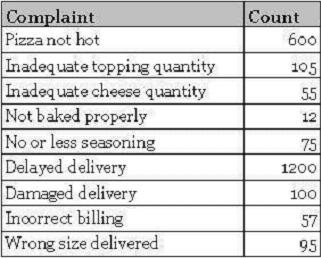 Complaint Count
Pizza not hot 600
Inadequate topping quantity 105
Inadequate cheese quantity 55
Not baked properly 12
No or less seasoning 75
Delayed delivery 1200
Damaged delivery 100
Incorrect billing 57
Wrong size delivered 95